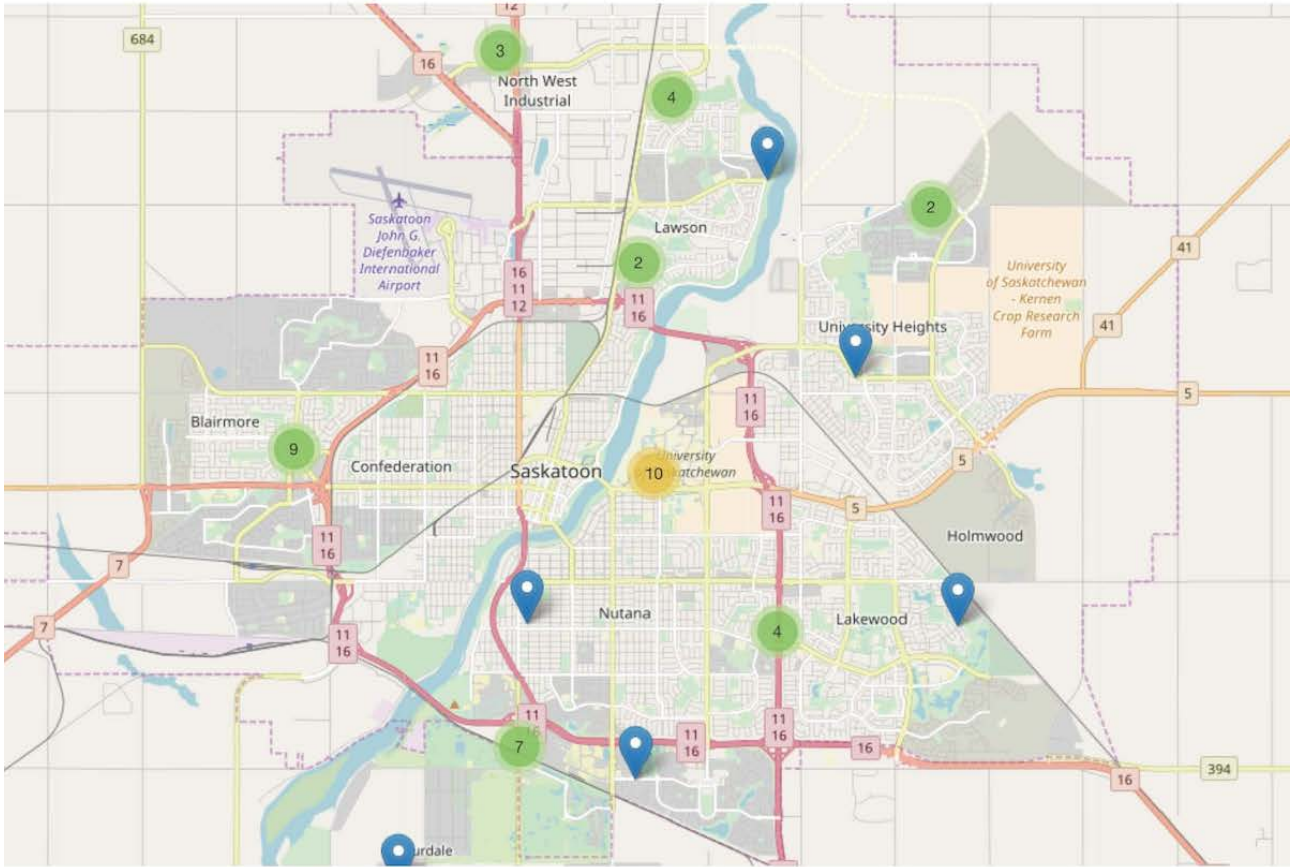 12
684
3
16
North West
Industrial
4
2
Saskatoon
John G.
Diefenbaker
International
Airport
Lawson
41
2
16
11
12
University
of Saskatchewan
- Kernen
Crop Research
Farm
11
16
41
University Heights
11
16
11
16
5
Blairmore
9
Confederation
Saskatoon
10
University
5
11
16
5
11
16
Holmwood
7
7
Nutana
4
Lakewood
11
16
11
7
11
16
11
16
16
394
16